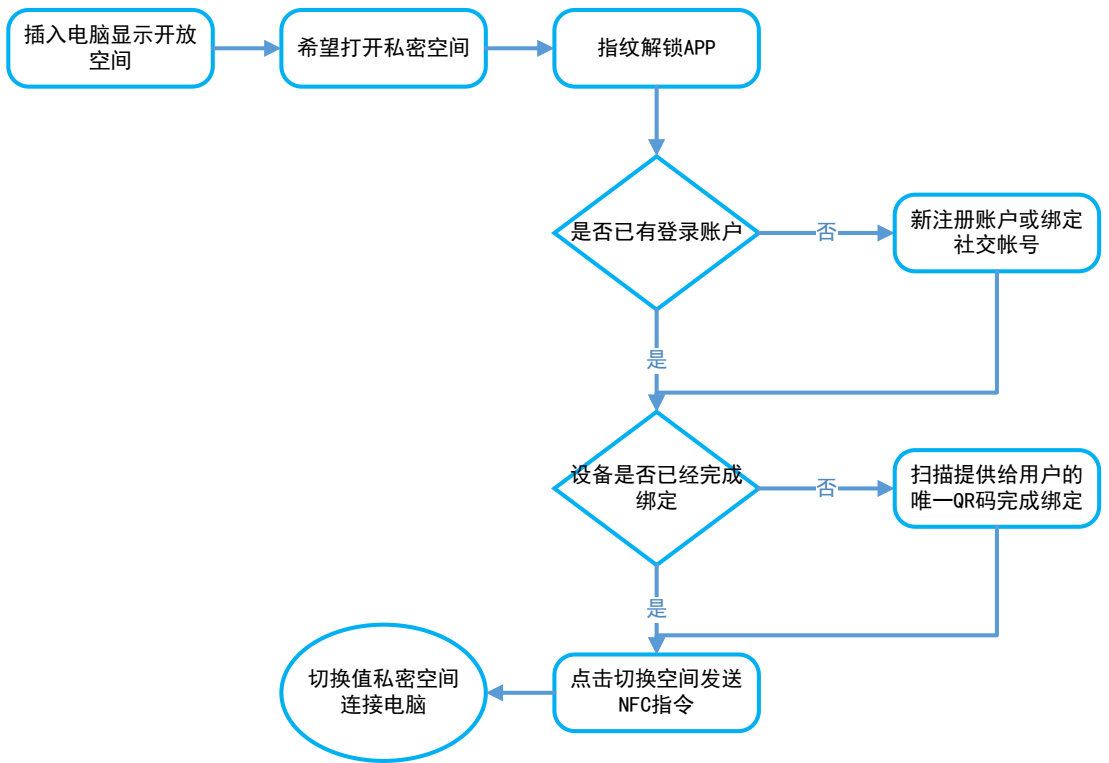 插入电脑显示开放
空间
希望打开私密空间
指纹解锁APP
是否已有登录账户
否
新注册账户或绑定
社交帐号
是
设备是否已经完成
绑定
否
扫描提供给用户的
唯一QR码完成绑定
是
点击切换空间发送
NFC指令
切换值私密空间
连接电脑